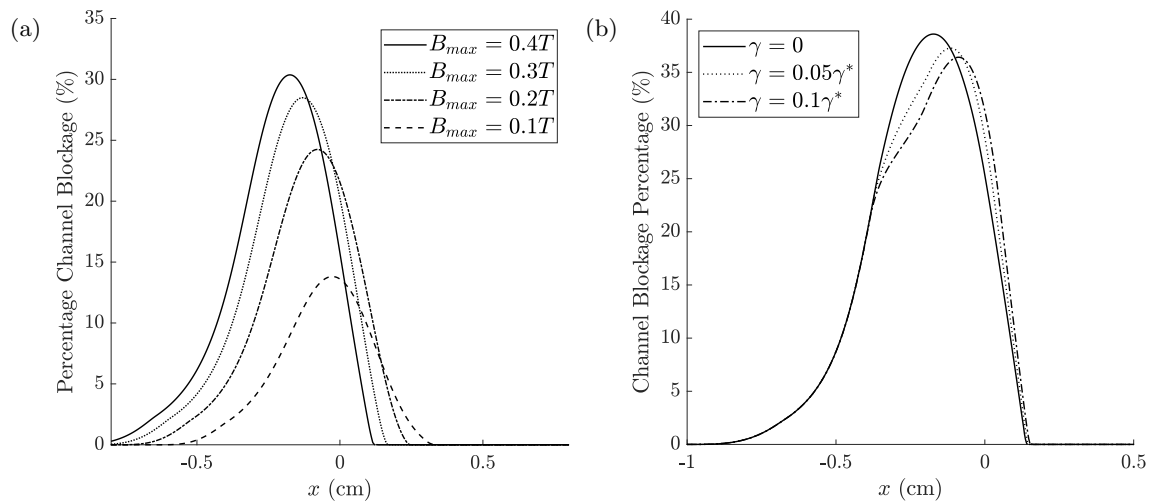 (a)
Percentage Channel Blockage (%)
35
30
25
20
15
10
5
0
-0.5
0
0.5
x (cm)
B_max = 0.4T
B_max = 0.3T
B_max = 0.2T
B_max = 0.1T
(b)
Channel Blockage Percentage (%)
40
35
30
25
20
15
10
5
0
-1
-0.5
0
0.5
x (cm)
γ = 0
γ = 0.05γ*
γ = 0.1γ*